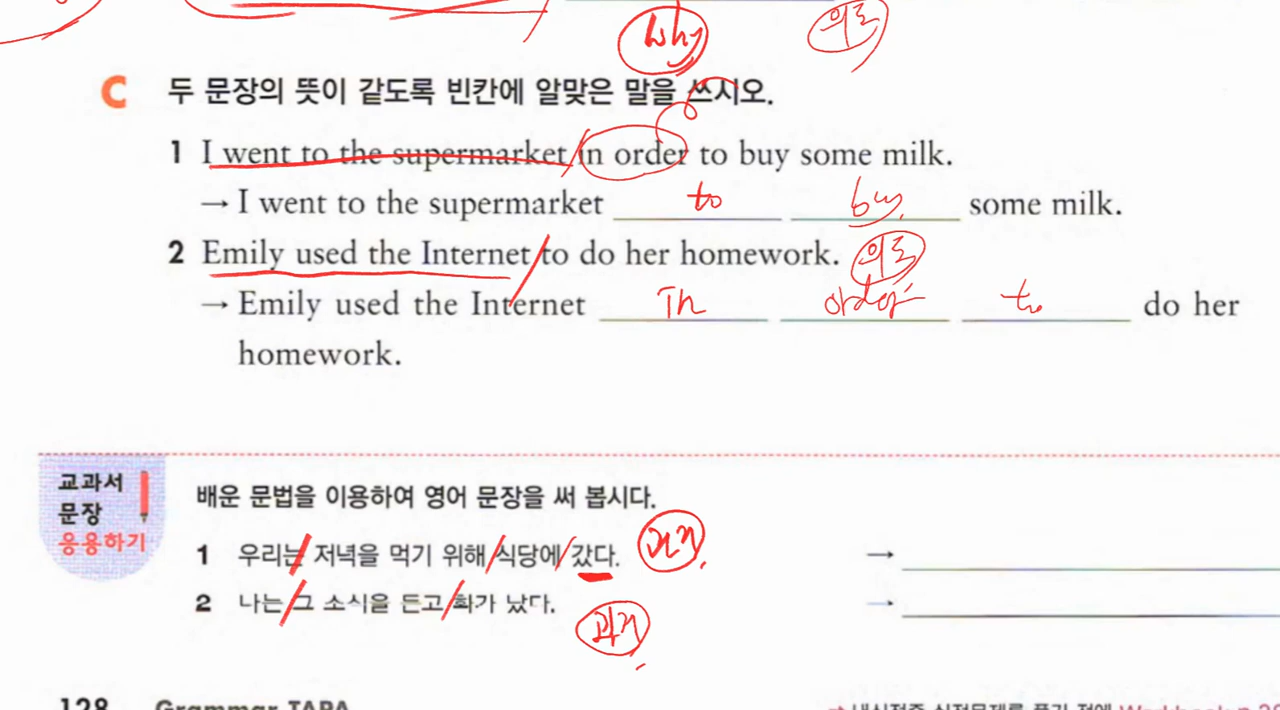 why 의도
C 두 문장의 뜻이 같도록 빈칸에 알맞은 말을 쓰시오.
1 I went to the supermarket in order to buy some milk.
→ I went to the supermarket to buy some milk.
2 Emily used the Internet to do her homework. 의도
→ Emily used the Internet In order to do her
homework.
교과서
문장
응용하기
배운 문법을 이용하여 영어 문장을 써 봅시다.
1 우리는 저녁을 먹기 위해 식당에 갔다. 과거 →
2 나는 그 소식을 듣고 화가 났다. 과거 →
128 Grammar TAPA